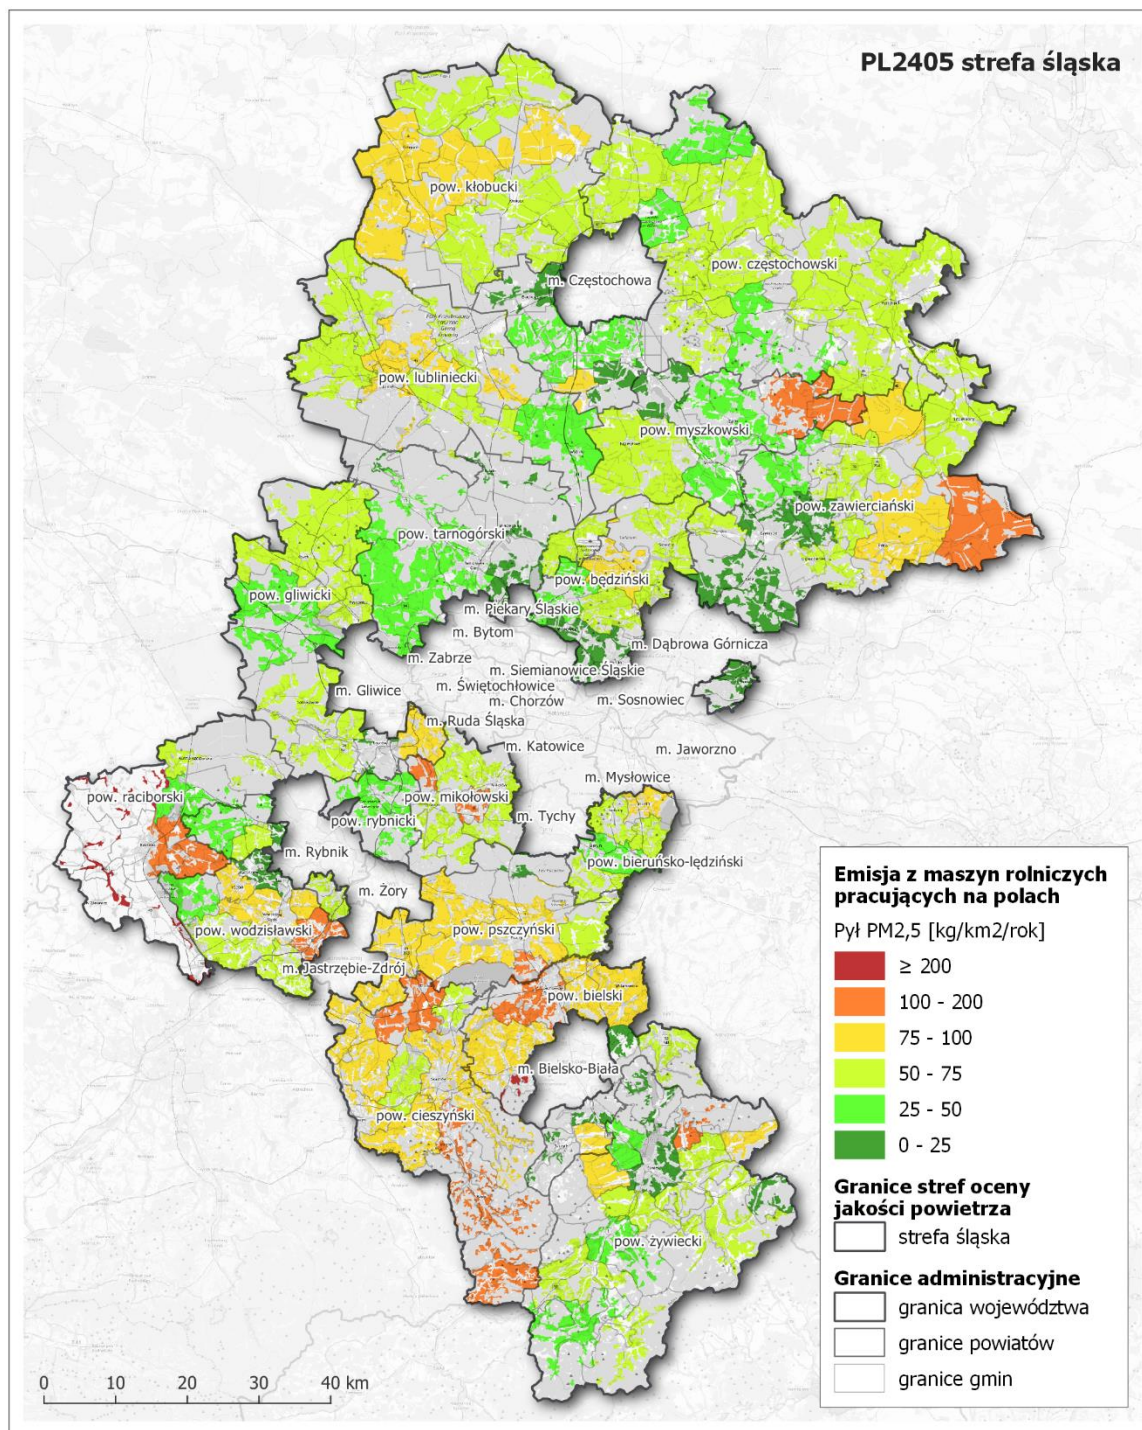 PL2405 strefa śląska
pow. kłobucki
pow. częstochowski
m. Częstochowa
pow. lubliniecki
pow. myszkowski
pow. zawierciański
pow. tarnogórski
pow. będziński
pow. gliwicki
m. Piekary Śląskie
m. Bytom
m. Dąbrowa Górnicza
m. Zabrze
m. Siemianowice Śląskie
m. Świętochłowice
m. Gliwice
m. Chorzów
m. Sosnowiec
m. Ruda Śląska
m. Katowice
m. Jaworzno
m. Mysłowice
pow. raciborski
pow. mikołowski
pow. rybnicki
m. Tychy
m. Rybnik
pow. bieruńsko-lędziński
m. Żory
pow. wodzisławski
pow. pszczyński
m. Jastrzębie-Zdrój
pow. bielski
m. Bielsko-Biała
pow. cieszyński
pow. żywiecki
Emisja z maszyn rolniczych
pracujących na polach
Pył PM2,5 [kg/km2/rok]
≥ 200
100 - 200
75 - 100
50 - 75
25 - 50
0 - 25
Granice stref oceny
jakości powietrza
strefa śląska
Granice administracyjne
granica województwa
granice powiatów
granice gmin
0 10 20 30 40 km